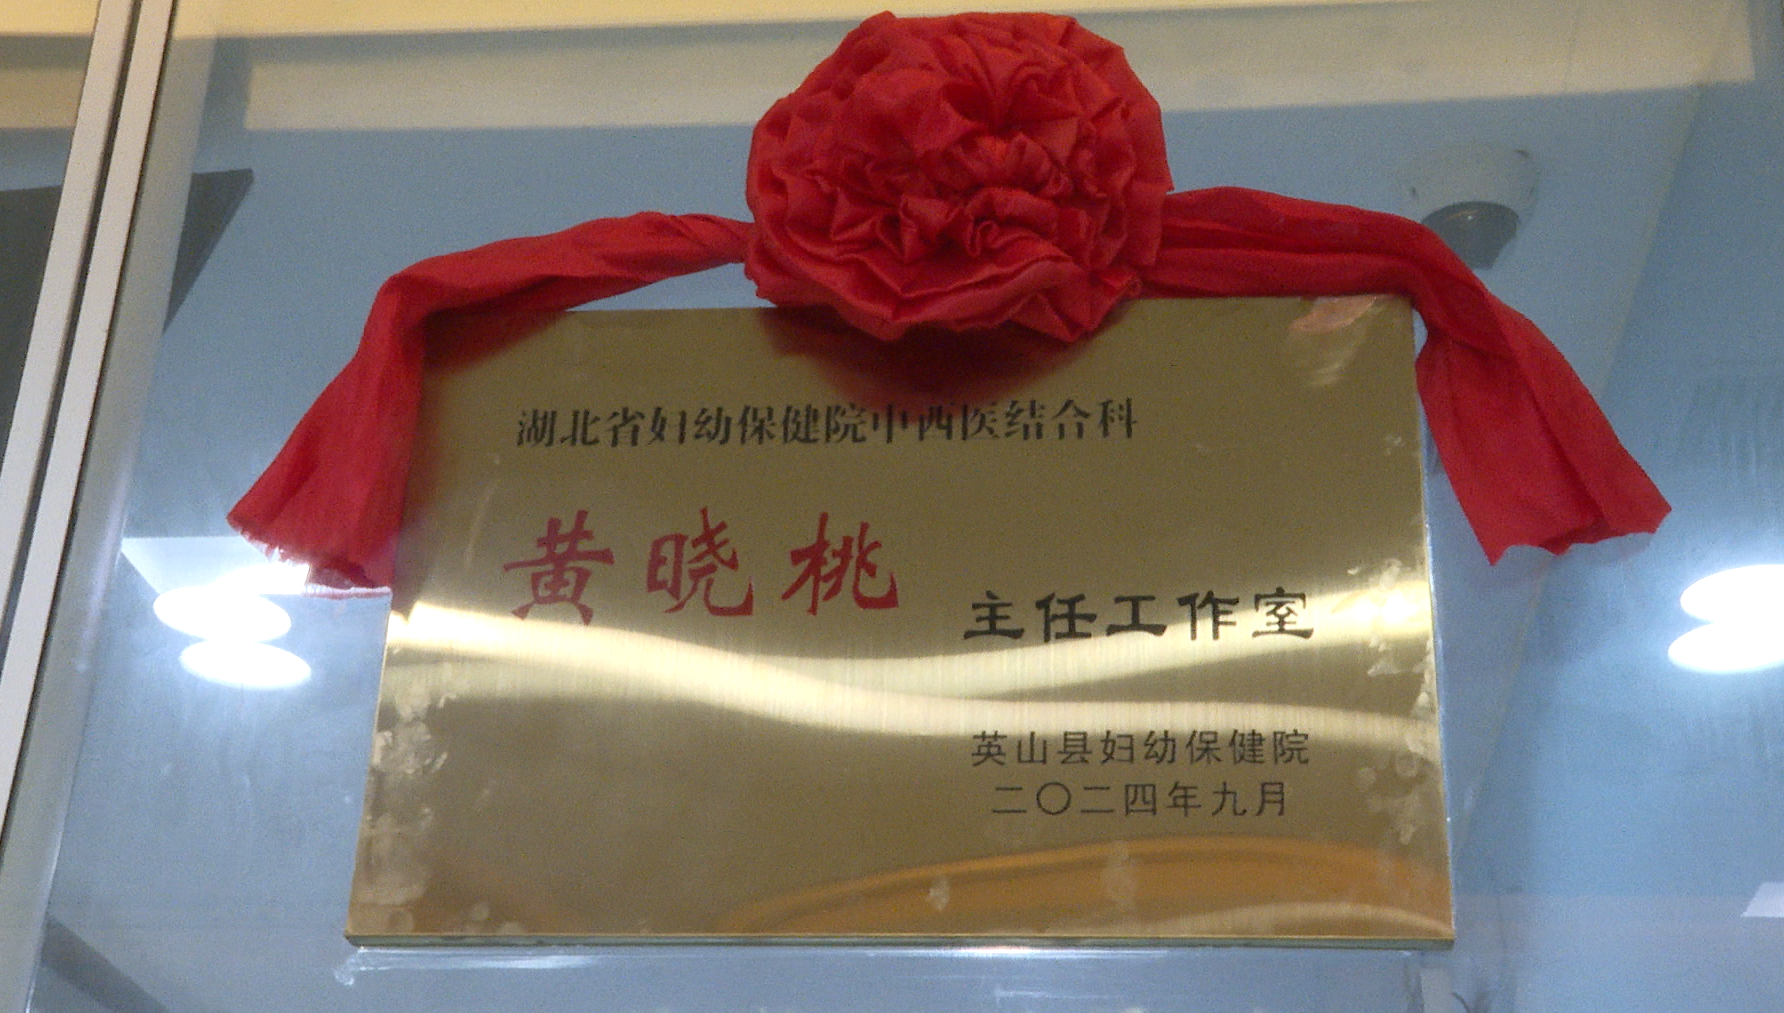 湖北省妇幼保健院中西医结合科
黄晓桃 主任工作室
英山县妇幼保健院
二〇二四年九月